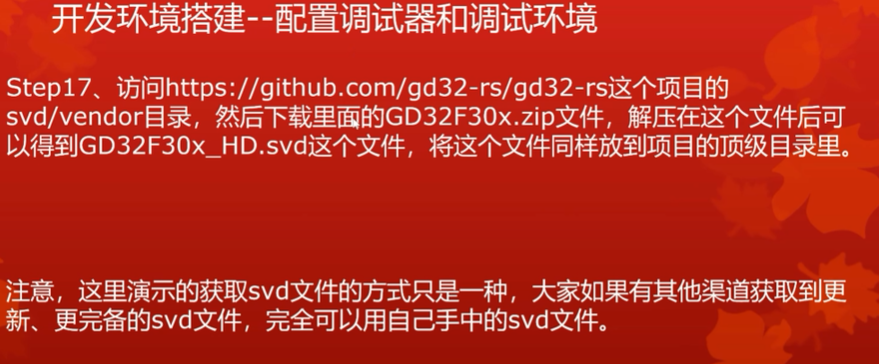 开发环境搭建--配置调试器和调试环境
Step17、访问https://github.com/gd32-rs/gd32-rs这个项目的
svd/vendor目录，然后下载里面的GD32F30x.zip文件，解压在这个文件后可
以得到GD32F30x_HD.svd这个文件，将这个文件同样放到项目的顶级目录里。
注意，这里演示的获取svd文件的方式只是一种，大家如果有其他渠道获取到更
新、更完备的svd文件，完全可以用自己手中的svd文件。